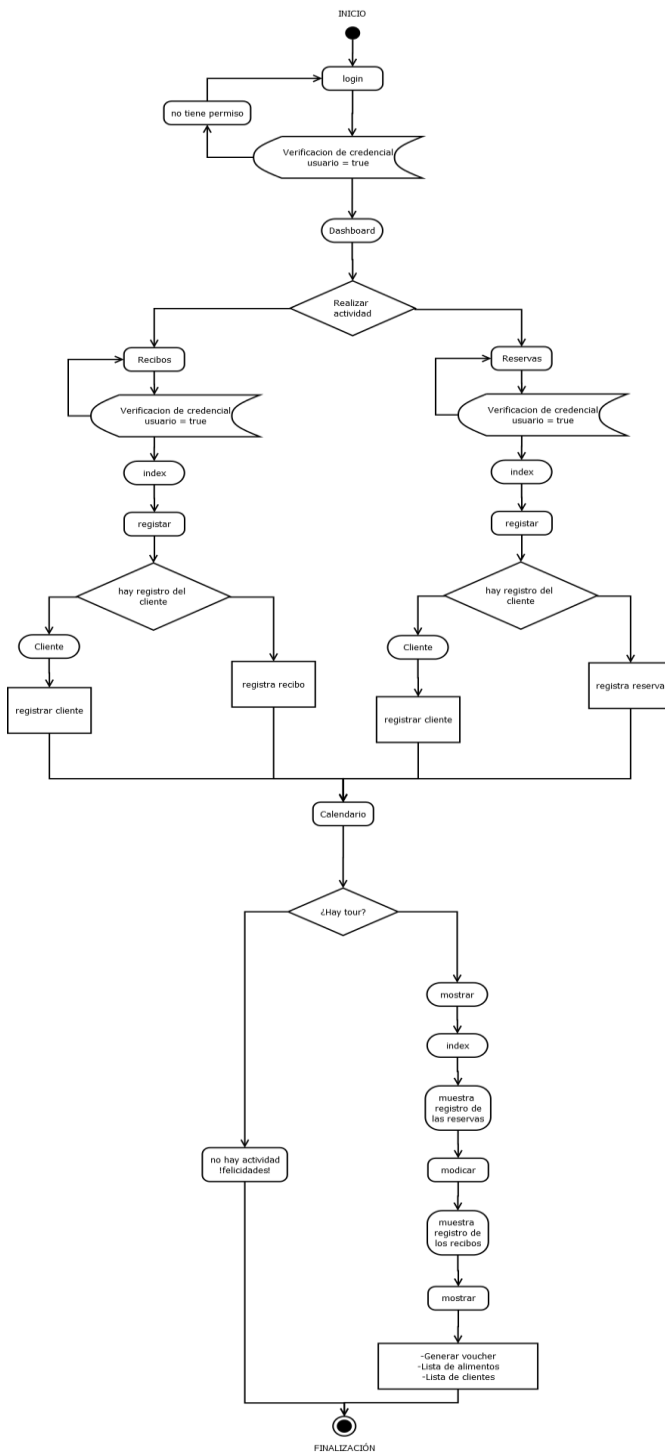 INICIO
login
no tiene permiso
Verificacion de credencial
usuario = true
Dashboard
Realizar
actividad
Recibos
Reservas
Verificacion de credencial
usuario = true
Verificacion de credencial
usuario = true
index
index
registar
registar
hay registro del
cliente
hay registro del
cliente
Cliente
Cliente
registrar cliente
registra recibo
registrar cliente
registra reserva
Calendario
¿Hay tour?
mostrar
index
muestra
registro de
las reservas
no hay actividad
!felicidades!
modicar
muestra
registro de
los recibos
mostrar
-Generar voucher
-Lista de alimentos
-Lista de clientes
FINALIZACIÓN